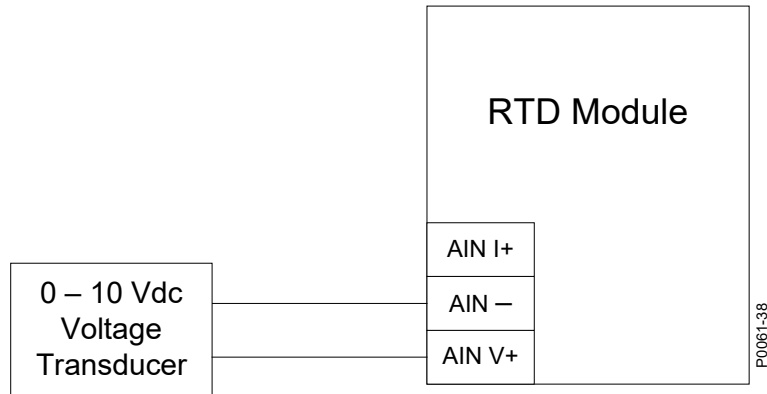 RTD Module
AIN I+
AIN –
AIN V+
0 – 10 Vdc
Voltage
Transducer
P0061-38